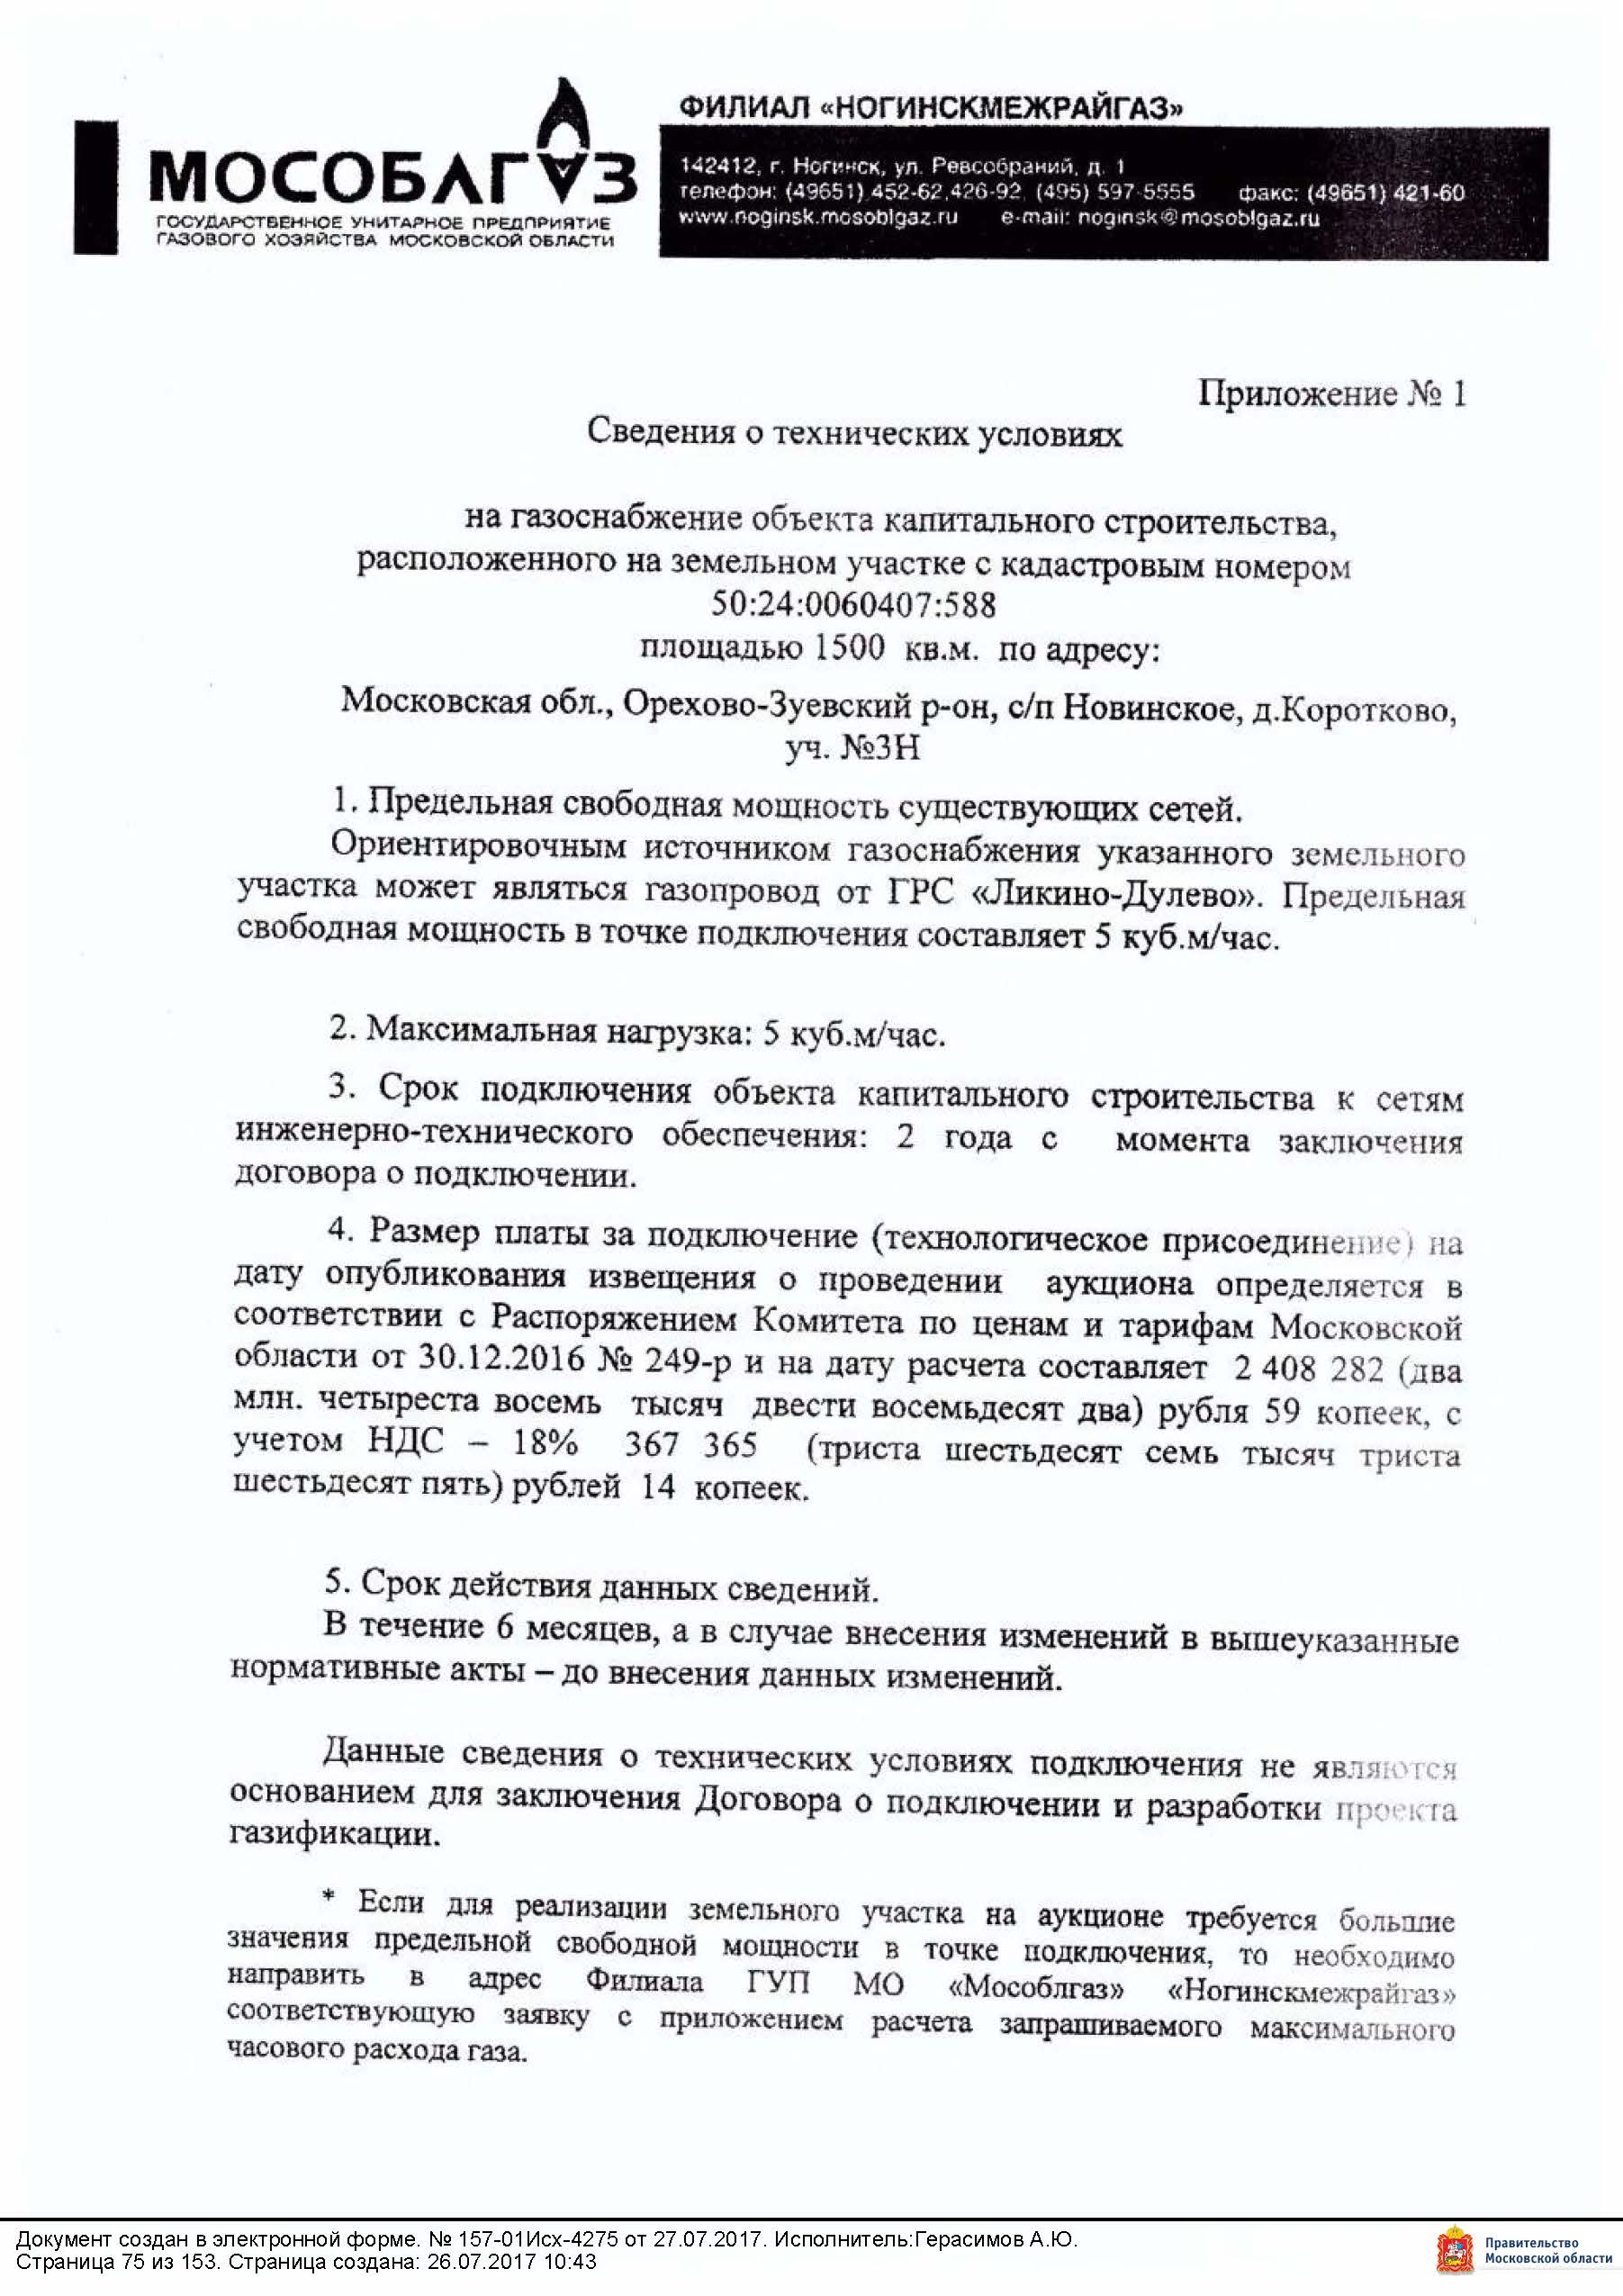 МОСОБЛГАЗ
ГОСУДАРСТВЕННОЕ УНИТАРНОЕ ПРЕДПРИЯТИЕ
ГАЗОВОГО ХОЗЯЙСТВА МОСКОВСКОЙ ОБЛАСТИ
ФИЛИАЛ «НОГИНСКМЕЖРАЙГАЗ»
142412, г. Ногинск, ул. Ревсобраний, д. 1
телефон: (49651) 452-62,426-92, (495) 597-5555 факс: (49651) 421-60
www.noginsk.mosoblgaz.ru e-mail: noginsk@mosoblgaz.ru
Приложение № 1
Сведения о технических условиях
на газоснабжение объекта капитального строительства,
расположенного на земельном участке с кадастровым номером
50:24:0060407:588
площадью 1500 кв.м. по адресу:
Московская обл., Орехово-Зуевский р-он, с/п Новинское, д.Коротково,
уч. №3Н
1. Предельная свободная мощность существующих сетей.
Ориентировочным источником газоснабжения указанного земельного
участка может являться газопровод от ГРС «Ликино-Дулево». Предельная
свободная мощность в точке подключения составляет 5 куб.м/час.
2. Максимальная нагрузка: 5 куб.м/час.
3. Срок подключения объекта капитального строительства к сетям
инженерно-технического обеспечения: 2 года с момента заключения
договора о подключении.
4. Размер платы за подключение (технологическое присоединение) на
дату опубликования извещения о проведении аукциона определяется в
соответствии с Распоряжением Комитета по ценам и тарифам Московской
области от 30.12.2016 № 249-р и на дату расчета составляет 2 408 282 (два
млн. четыреста восемь тысяч двести восемьдесят два) рубля 59 копеек, с
учетом НДС – 18% 367 365 (триста шестьдесят семь тысяч триста
шестьдесят пять) рублей 14 копеек.
5. Срок действия данных сведений.
В течение 6 месяцев, а в случае внесения изменений в вышеуказанные
нормативные акты – до внесения данных изменений.
Данные сведения о технических условиях подключения не являются
основанием для заключения Договора о подключении и разработки проекта
газификации.
* Если для реализации земельного участка на аукционе требуется большие
значения предельной свободной мощности в точке подключения, то необходимо
направить в адрес Филиала ГУП МО «Мособлгаз» «Ногинскмежрайгаз»
соответствующую заявку с приложением расчета запрашиваемого максимального
часового расхода газа.
Документ создан в электронной форме. № 157-01Исх-4275 от 27.07.2017. Исполнитель:Герасимов А.Ю.
Страница 75 из 153. Страница создана: 26.07.2017 10:43
Правительство
Московской области